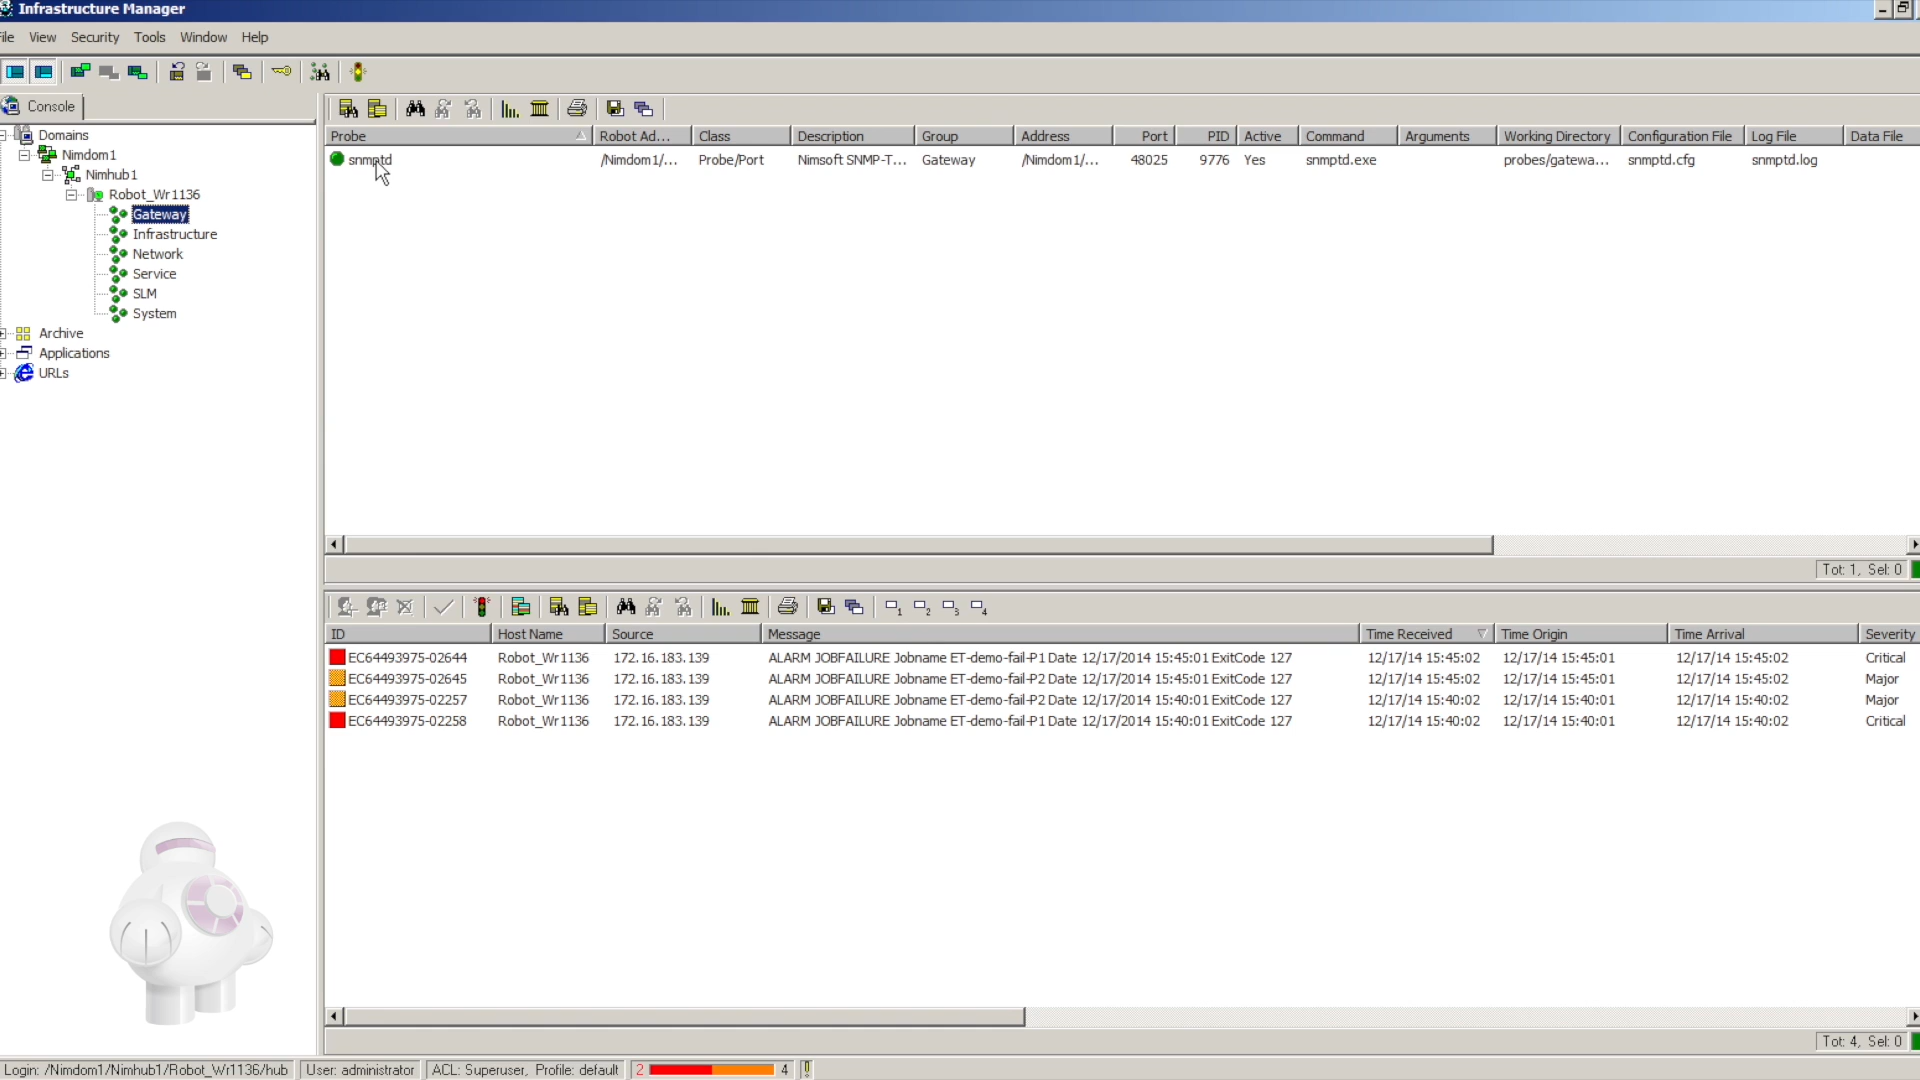 Infrastructure Manager
File View Security Tools Window Help
Console
Domains
Nimdom1
Nimhub1
Robot_Wr1136
Gateway
Infrastructure
Network
Service
SLM
System
Archive
Applications
URLs
Probe Robot Ad... Class Description Group Address Port PID Active Command Arguments Working Directory Configuration File Log File Data File
snmptd /Nimdom1/... Probe/Port Nimsoft SNMP-T... Gateway /Nimdom1/... 48025 9776 Yes snmptd.exe probes/gatewa... snmptd.cfg snmptd.log
Tot: 1, Sel: 0
1 2 3 4
ID Host Name Source Message Time Received Time Origin Time Arrival Severity
EC64493975-02644 Robot_Wr1136 172.16.183.139 ALARM JOBFAILURE Jobname ET-demo-fail-P1 Date 12/17/2014 15:45:01 ExitCode 127 12/17/14 15:45:02 12/17/14 15:45:01 12/17/14 15:45:02 Critical
EC64493975-02645 Robot_Wr1136 172.16.183.139 ALARM JOBFAILURE Jobname ET-demo-fail-P2 Date 12/17/2014 15:45:01 ExitCode 127 12/17/14 15:45:02 12/17/14 15:45:01 12/17/14 15:45:02 Major
EC64493975-02257 Robot_Wr1136 172.16.183.139 ALARM JOBFAILURE Jobname ET-demo-fail-P2 Date 12/17/2014 15:40:01 ExitCode 127 12/17/14 15:40:02 12/17/14 15:40:01 12/17/14 15:40:02 Major
EC64493975-02258 Robot_Wr1136 172.16.183.139 ALARM JOBFAILURE Jobname ET-demo-fail-P1 Date 12/17/2014 15:40:01 ExitCode 127 12/17/14 15:40:02 12/17/14 15:40:01 12/17/14 15:40:02 Critical
Tot: 4, Sel: 0
Login: /Nimdom1/Nimhub1/Robot_Wr1136/hub User: administrator ACL: Superuser, Profile: default 2 4